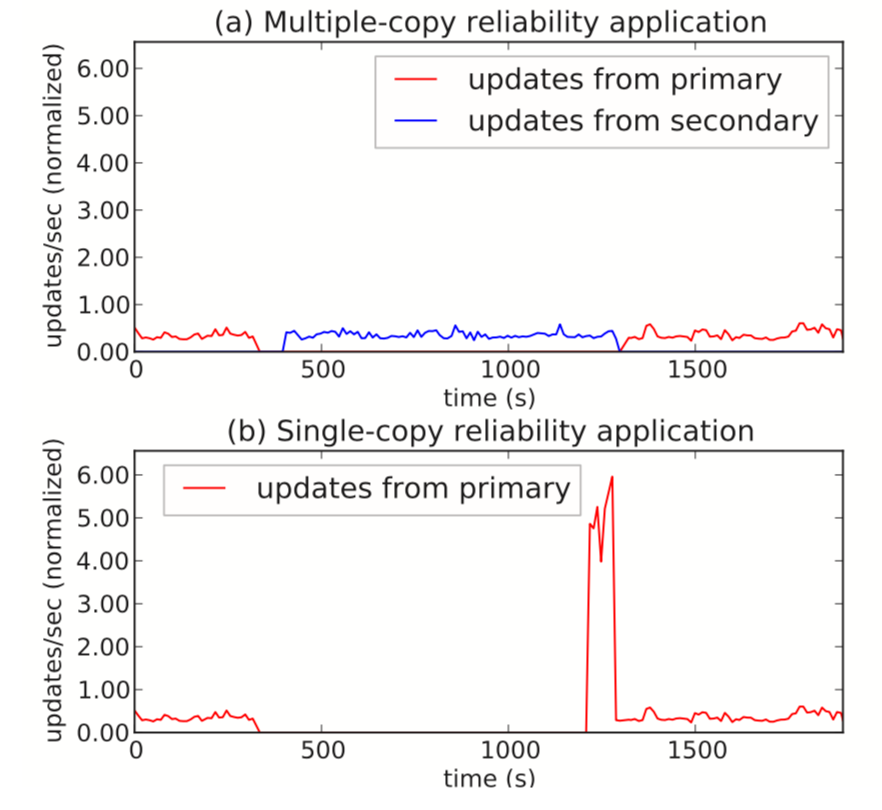 (a) Multiple-copy reliability application
updates/sec (normalized)
6.00
5.00
4.00
3.00
2.00
1.00
0.00
updates from primary
updates from secondary
0 500 1000 1500
time (s)
(b) Single-copy reliability application
updates/sec (normalized)
6.00
5.00
4.00
3.00
2.00
1.00
0.00
updates from primary
0 500 1000 1500
time (s)